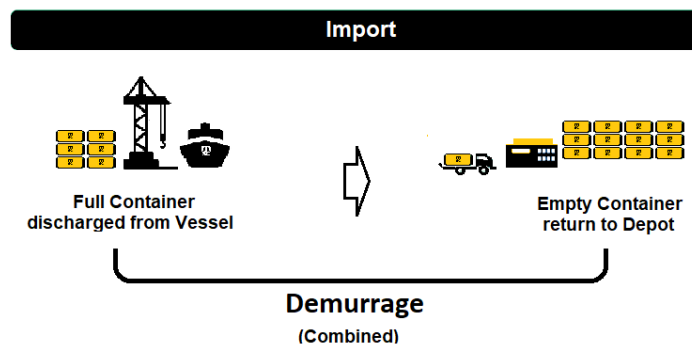 Import
Full Container
discharged from Vessel
Empty Container
return to Depot
Demurrage
(Combined)